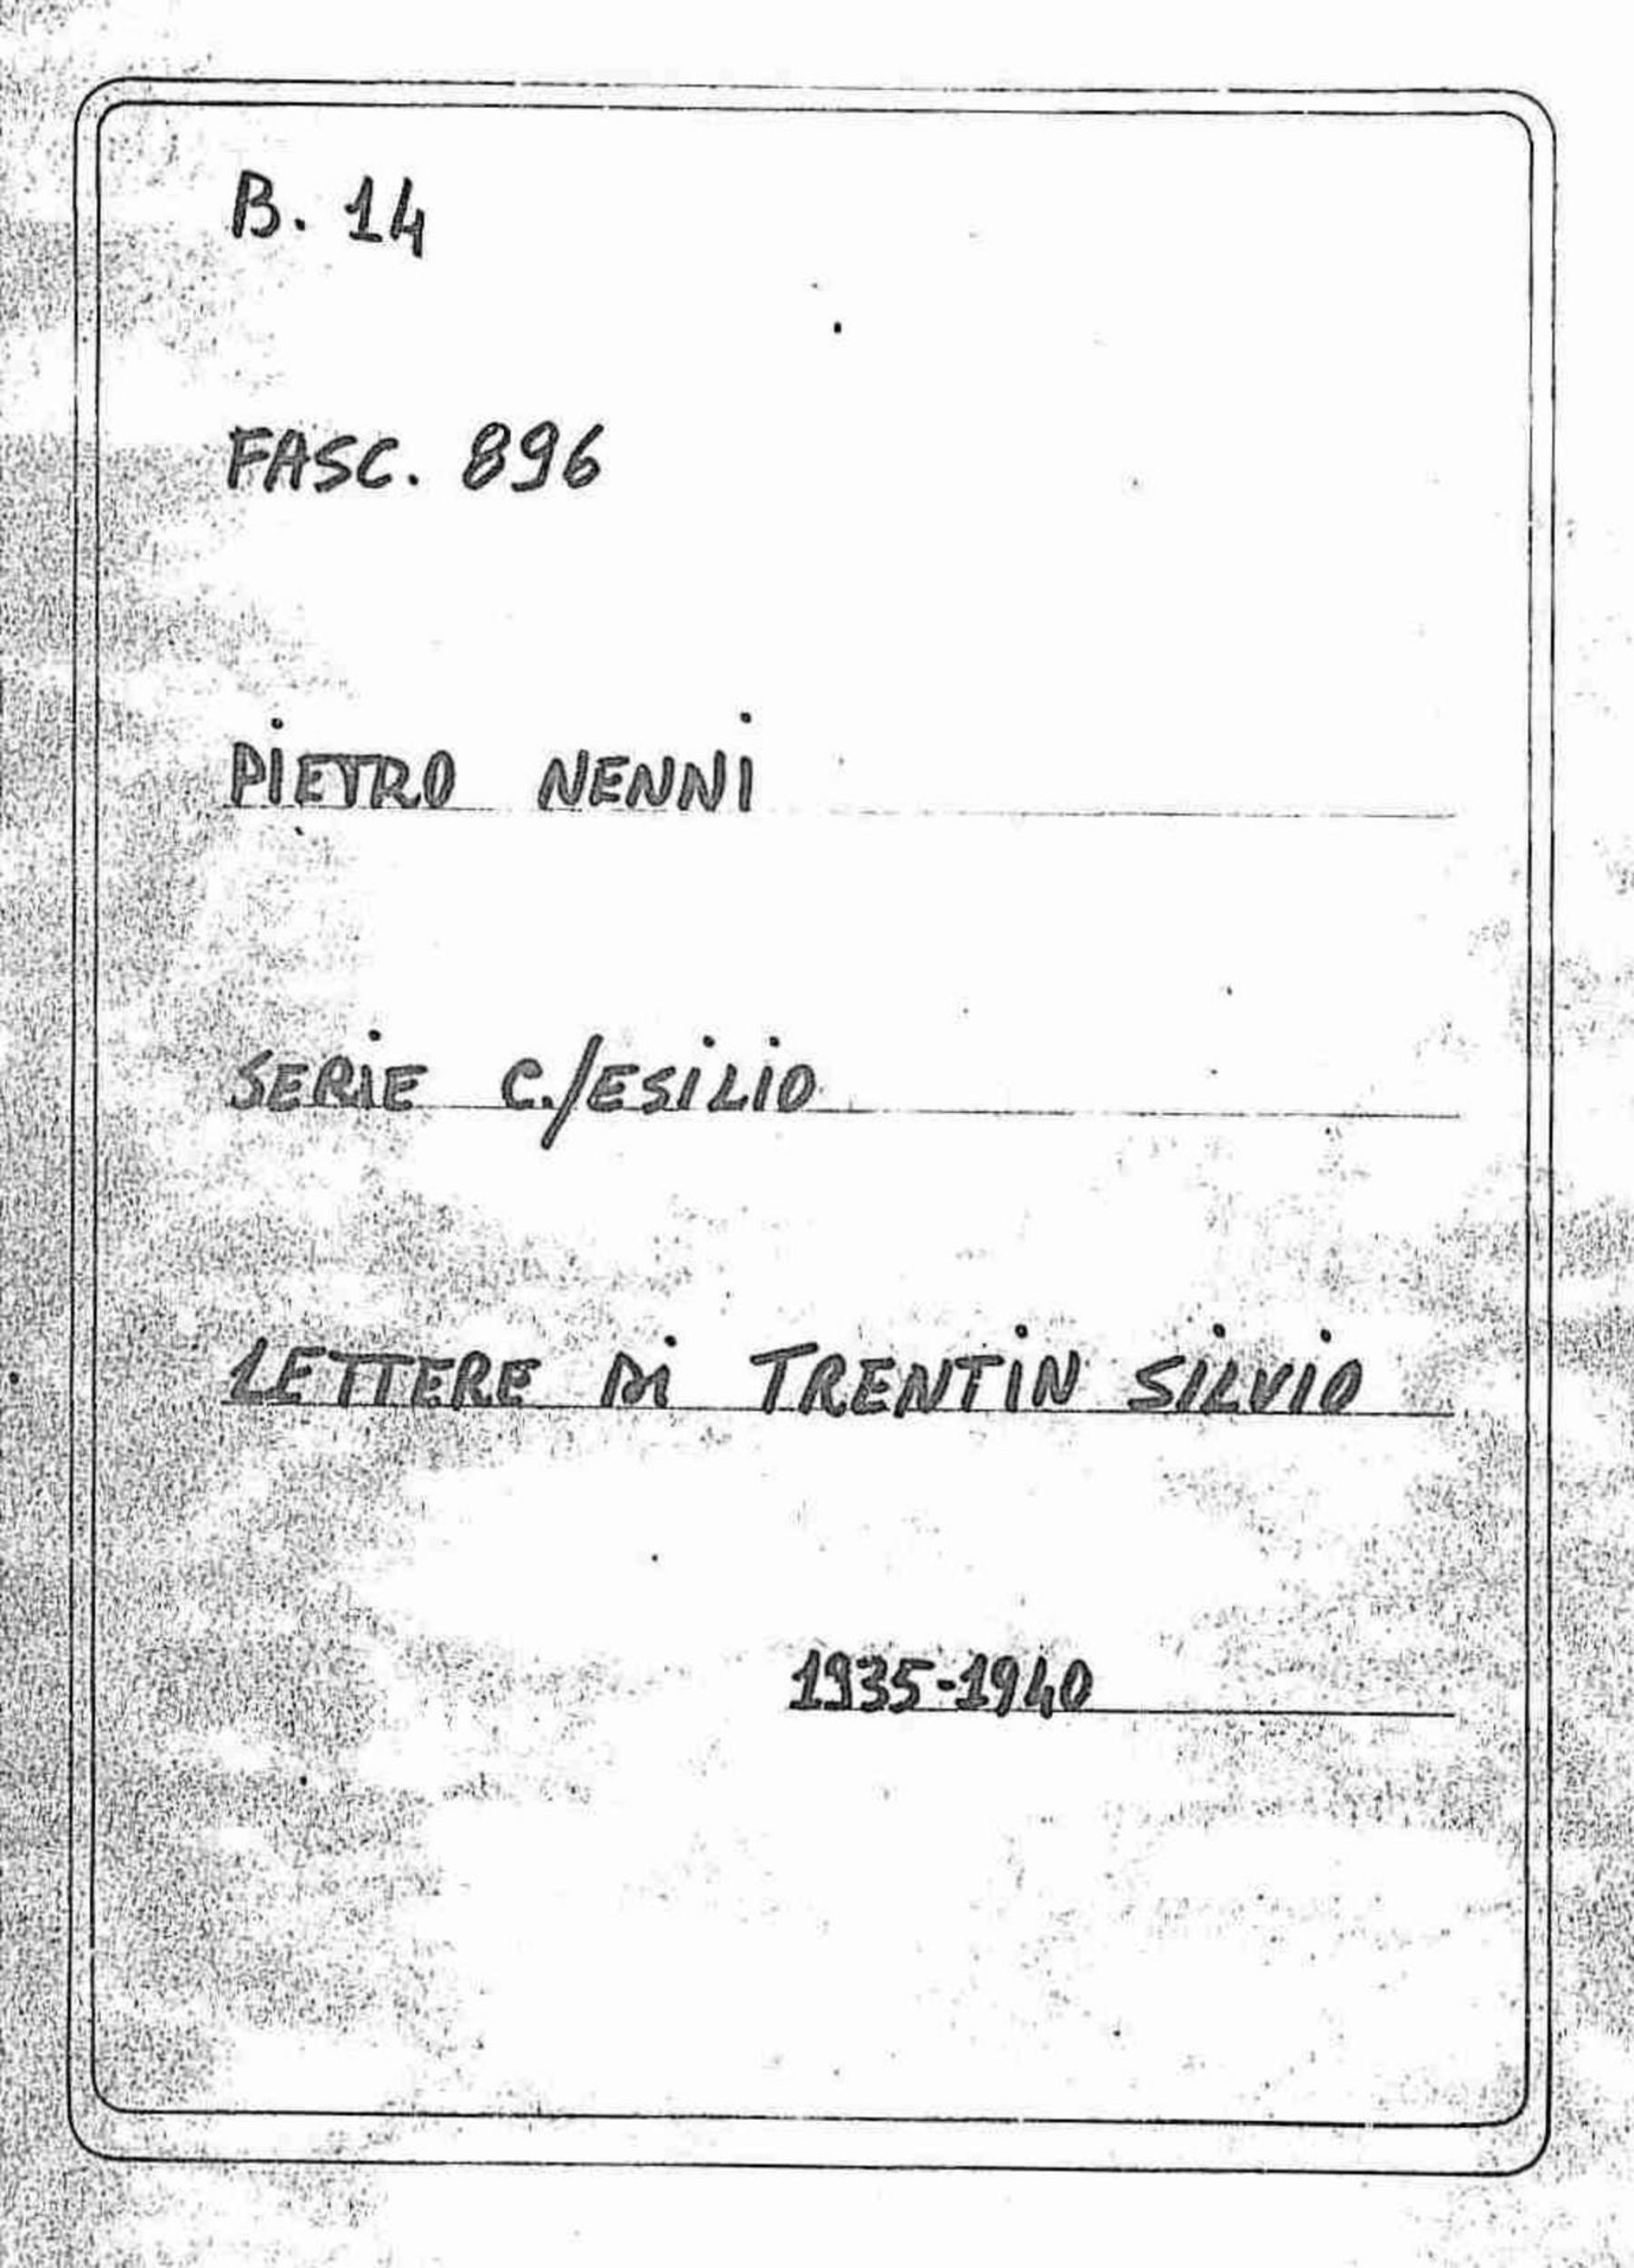 B. 14
FASC. 896
PIETRO NENNI
SERIE C./ESILIO
LETTERE DI TRENTIN SILVIO
1935-1940